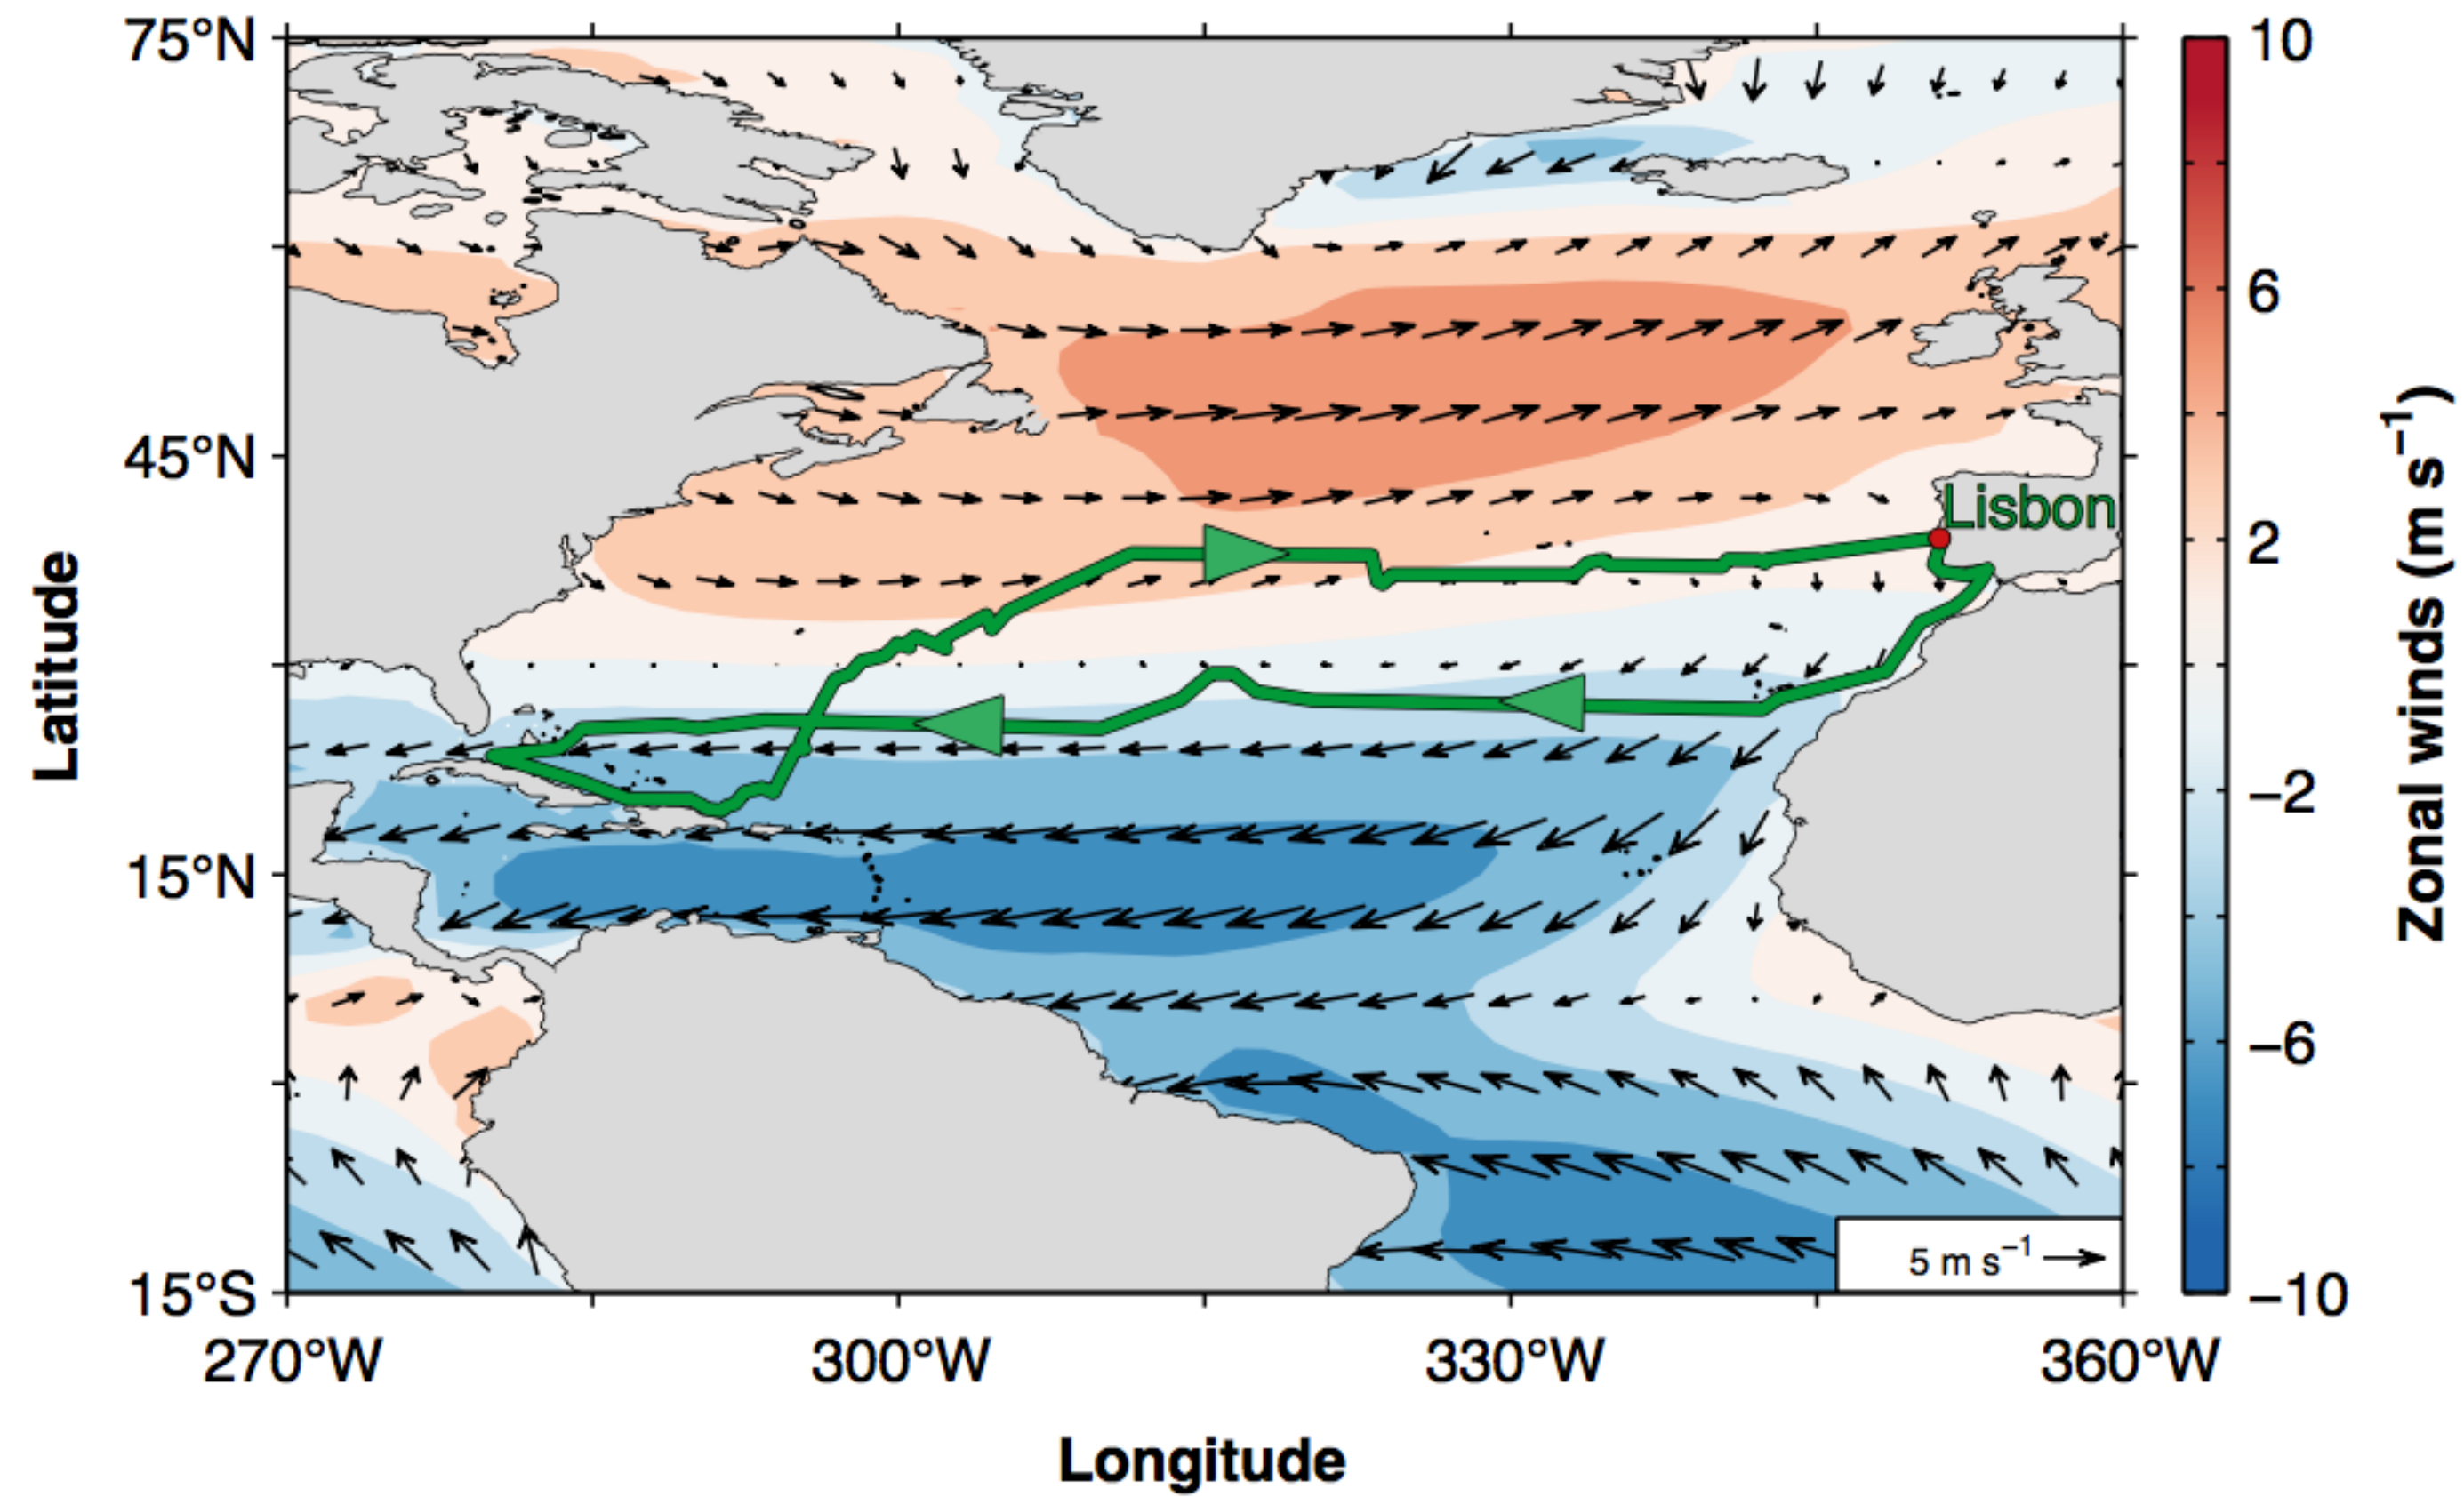 75°N
45°N
15°N
15°S
Latitude
270°W
300°W
330°W
360°W
Longitude
Lisbon
5 m s⁻¹
10
6
2
−2
−6
−10
Zonal winds (m s⁻¹)